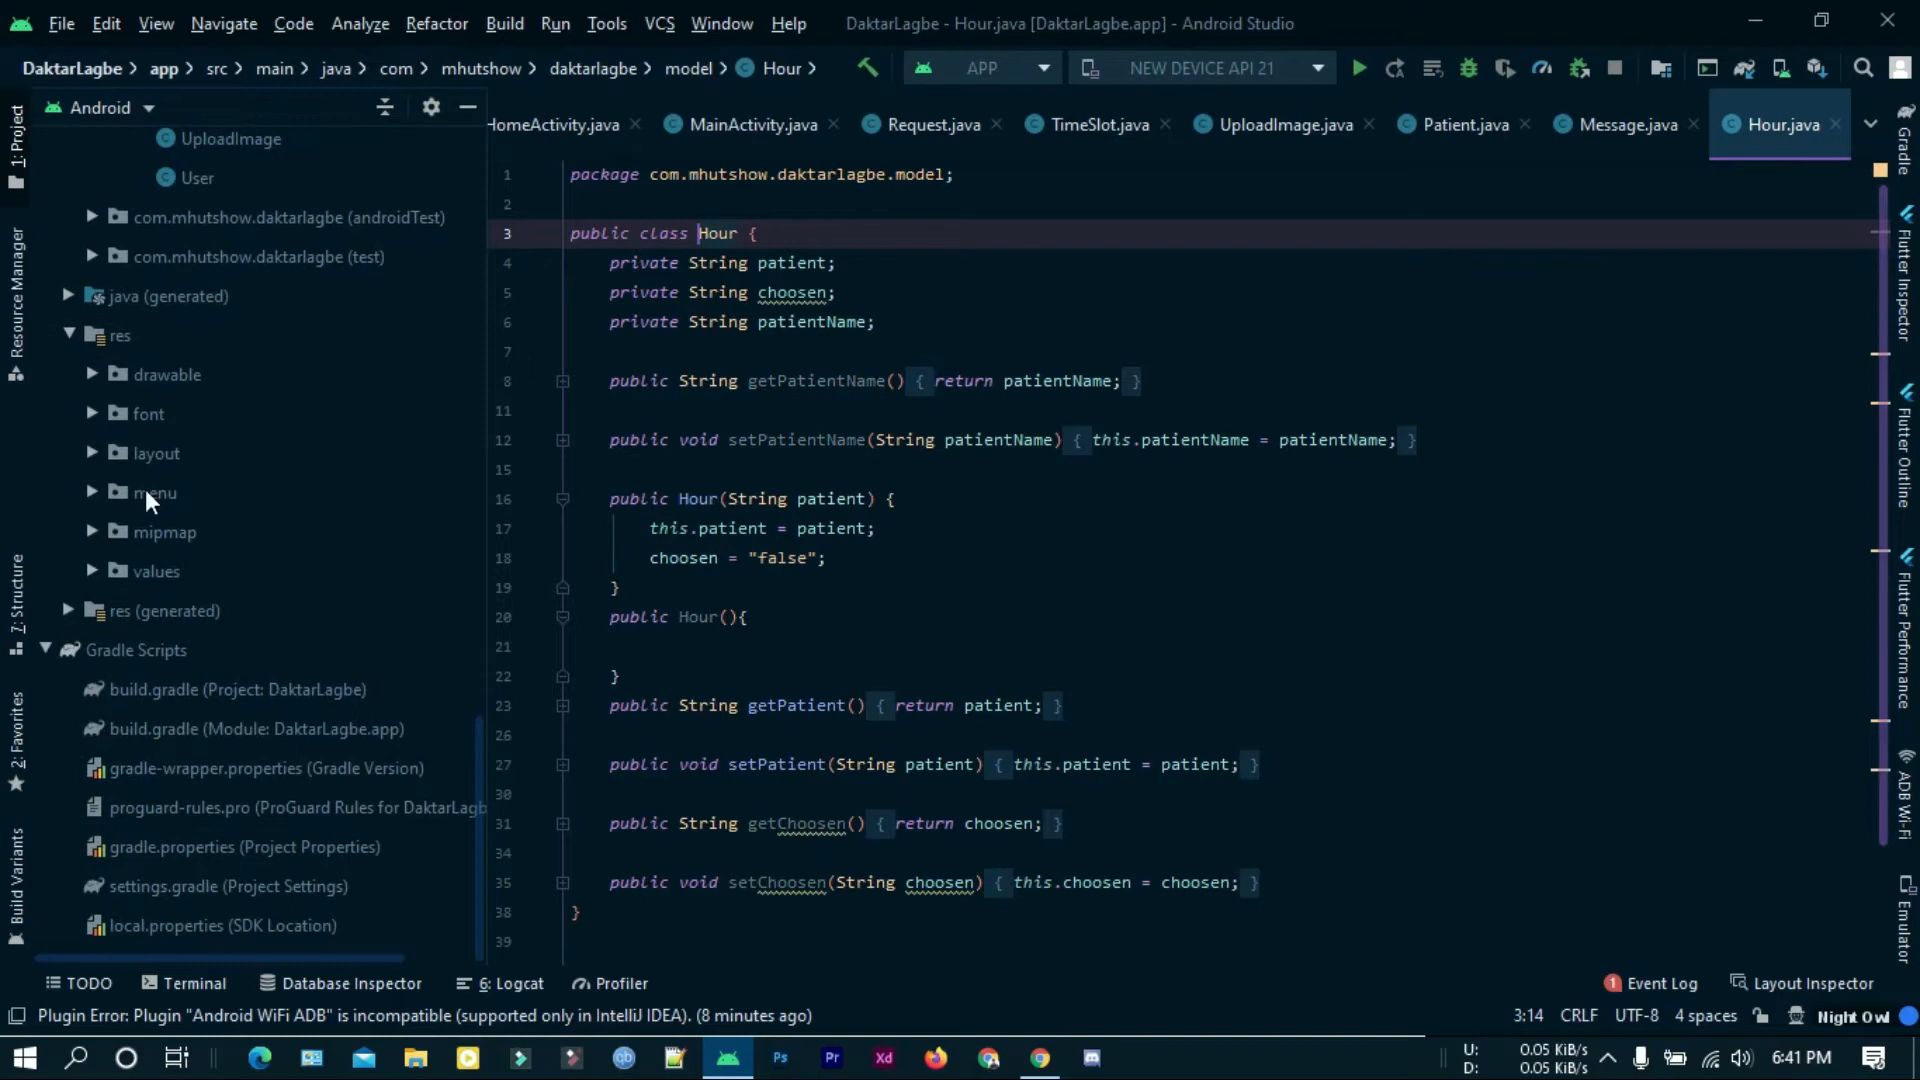 File Edit View Navigate Code Analyze Refactor Build Run Tools VCS Window Help DaktarLagbe - Hour.java [DaktarLagbe.app] - Android Studio
DaktarLagbe app src main java com mhutshow daktarlagbe model Hour APP NEW DEVICE API 21
Android
HomeActivity.java MainActivity.java Request.java TimeSlot.java UploadImage.java Patient.java Message.java Hour.java
UploadImage
User
com.mhutshow.daktarlagbe (androidTest)
com.mhutshow.daktarlagbe (test)
java (generated)
res
drawable
font
layout
menu
mipmap
values
res (generated)
Gradle Scripts
build.gradle (Project: DaktarLagbe)
build.gradle (Module: DaktarLagbe.app)
gradle-wrapper.properties (Gradle Version)
proguard-rules.pro (ProGuard Rules for DaktarLagb
gradle.properties (Project Properties)
settings.gradle (Project Settings)
local.properties (SDK Location)
1: Project
Resource Manager
7: Structure
2: Favorites
Build Variants
1 package com.mhutshow.daktarlagbe.model;
2
3 public class Hour {
4 private String patient;
5 private String choosen;
6 private String patientName;
7
8 public String getPatientName() { return patientName; }
11
12 public void setPatientName(String patientName) { this.patientName = patientName; }
15
16 public Hour(String patient) {
17 this.patient = patient;
18 choosen = "false";
19 }
20 public Hour(){
21
22 }
23 public String getPatient() { return patient; }
26
27 public void setPatient(String patient) { this.patient = patient; }
30
31 public String getChoosen() { return choosen; }
34
35 public void setChoosen(String choosen) { this.choosen = choosen; }
38 }
39
Gradle
Flutter Inspector
Flutter Outline
Flutter Performance
ADB Wi-Fi
Emulator
TODO Terminal Database Inspector 6: Logcat Profiler 1 Event Log Layout Inspector
Plugin Error: Plugin "Android WiFi ADB" is incompatible (supported only in IntelliJ IDEA). (8 minutes ago) 3:14 CRLF UTF-8 4 spaces Night Owl
Ps Pr Xd qb
U: 0.05 KiB/s
D: 0.05 KiB/s
6:41 PM